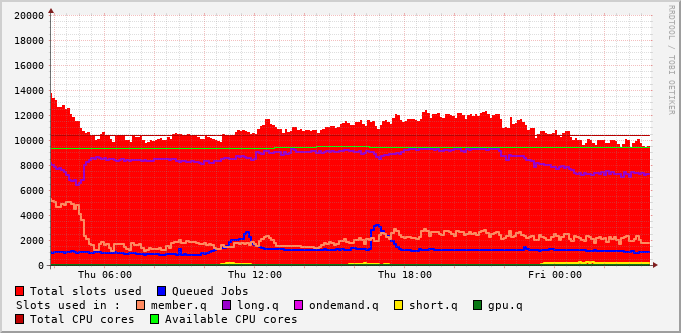 20000
18000
16000
14000
12000
10000
8000
6000
4000
2000
0
Thu 06:00 Thu 12:00 Thu 18:00 Fri 00:00
RRDTOOL / TOBI OETIKER
Total slots used Queued Jobs
Slots used in : member.q long.q ondemand.q short.q gpu.q
Total CPU cores Available CPU cores